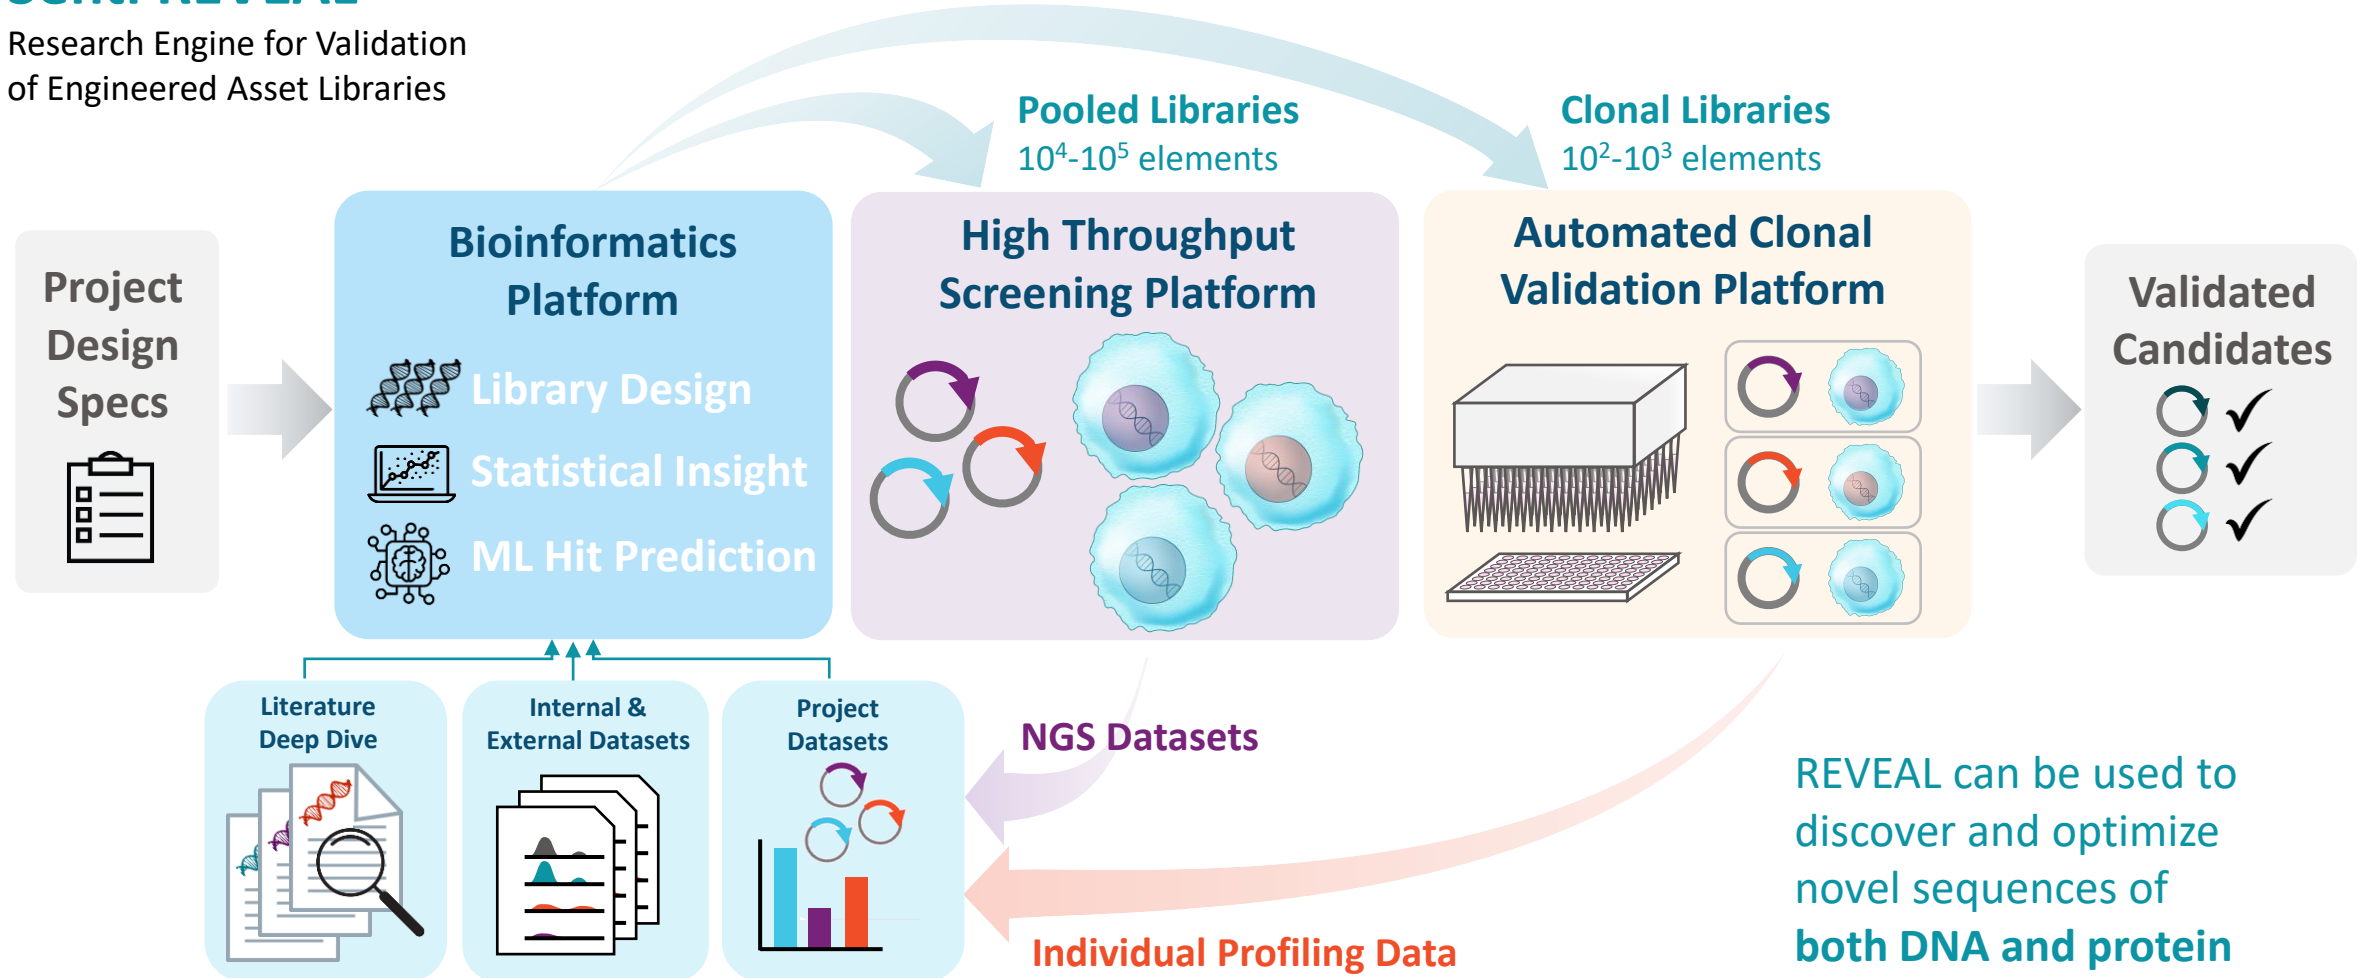 Research Engine for Validation
of Engineered Asset Libraries
Pooled Libraries
10⁴-10⁵ elements
Clonal Libraries
10²-10³ elements
Project
Design
Specs
Bioinformatics
Platform
Library Design
Statistical Insight
ML Hit Prediction
High Throughput
Screening Platform
Automated Clonal
Validation Platform
Validated
Candidates
Literature
Deep Dive
Internal &
External Datasets
Project
Datasets
NGS Datasets
Individual Profiling Data
REVEAL can be used to
discover and optimize
novel sequences of
both DNA and protein